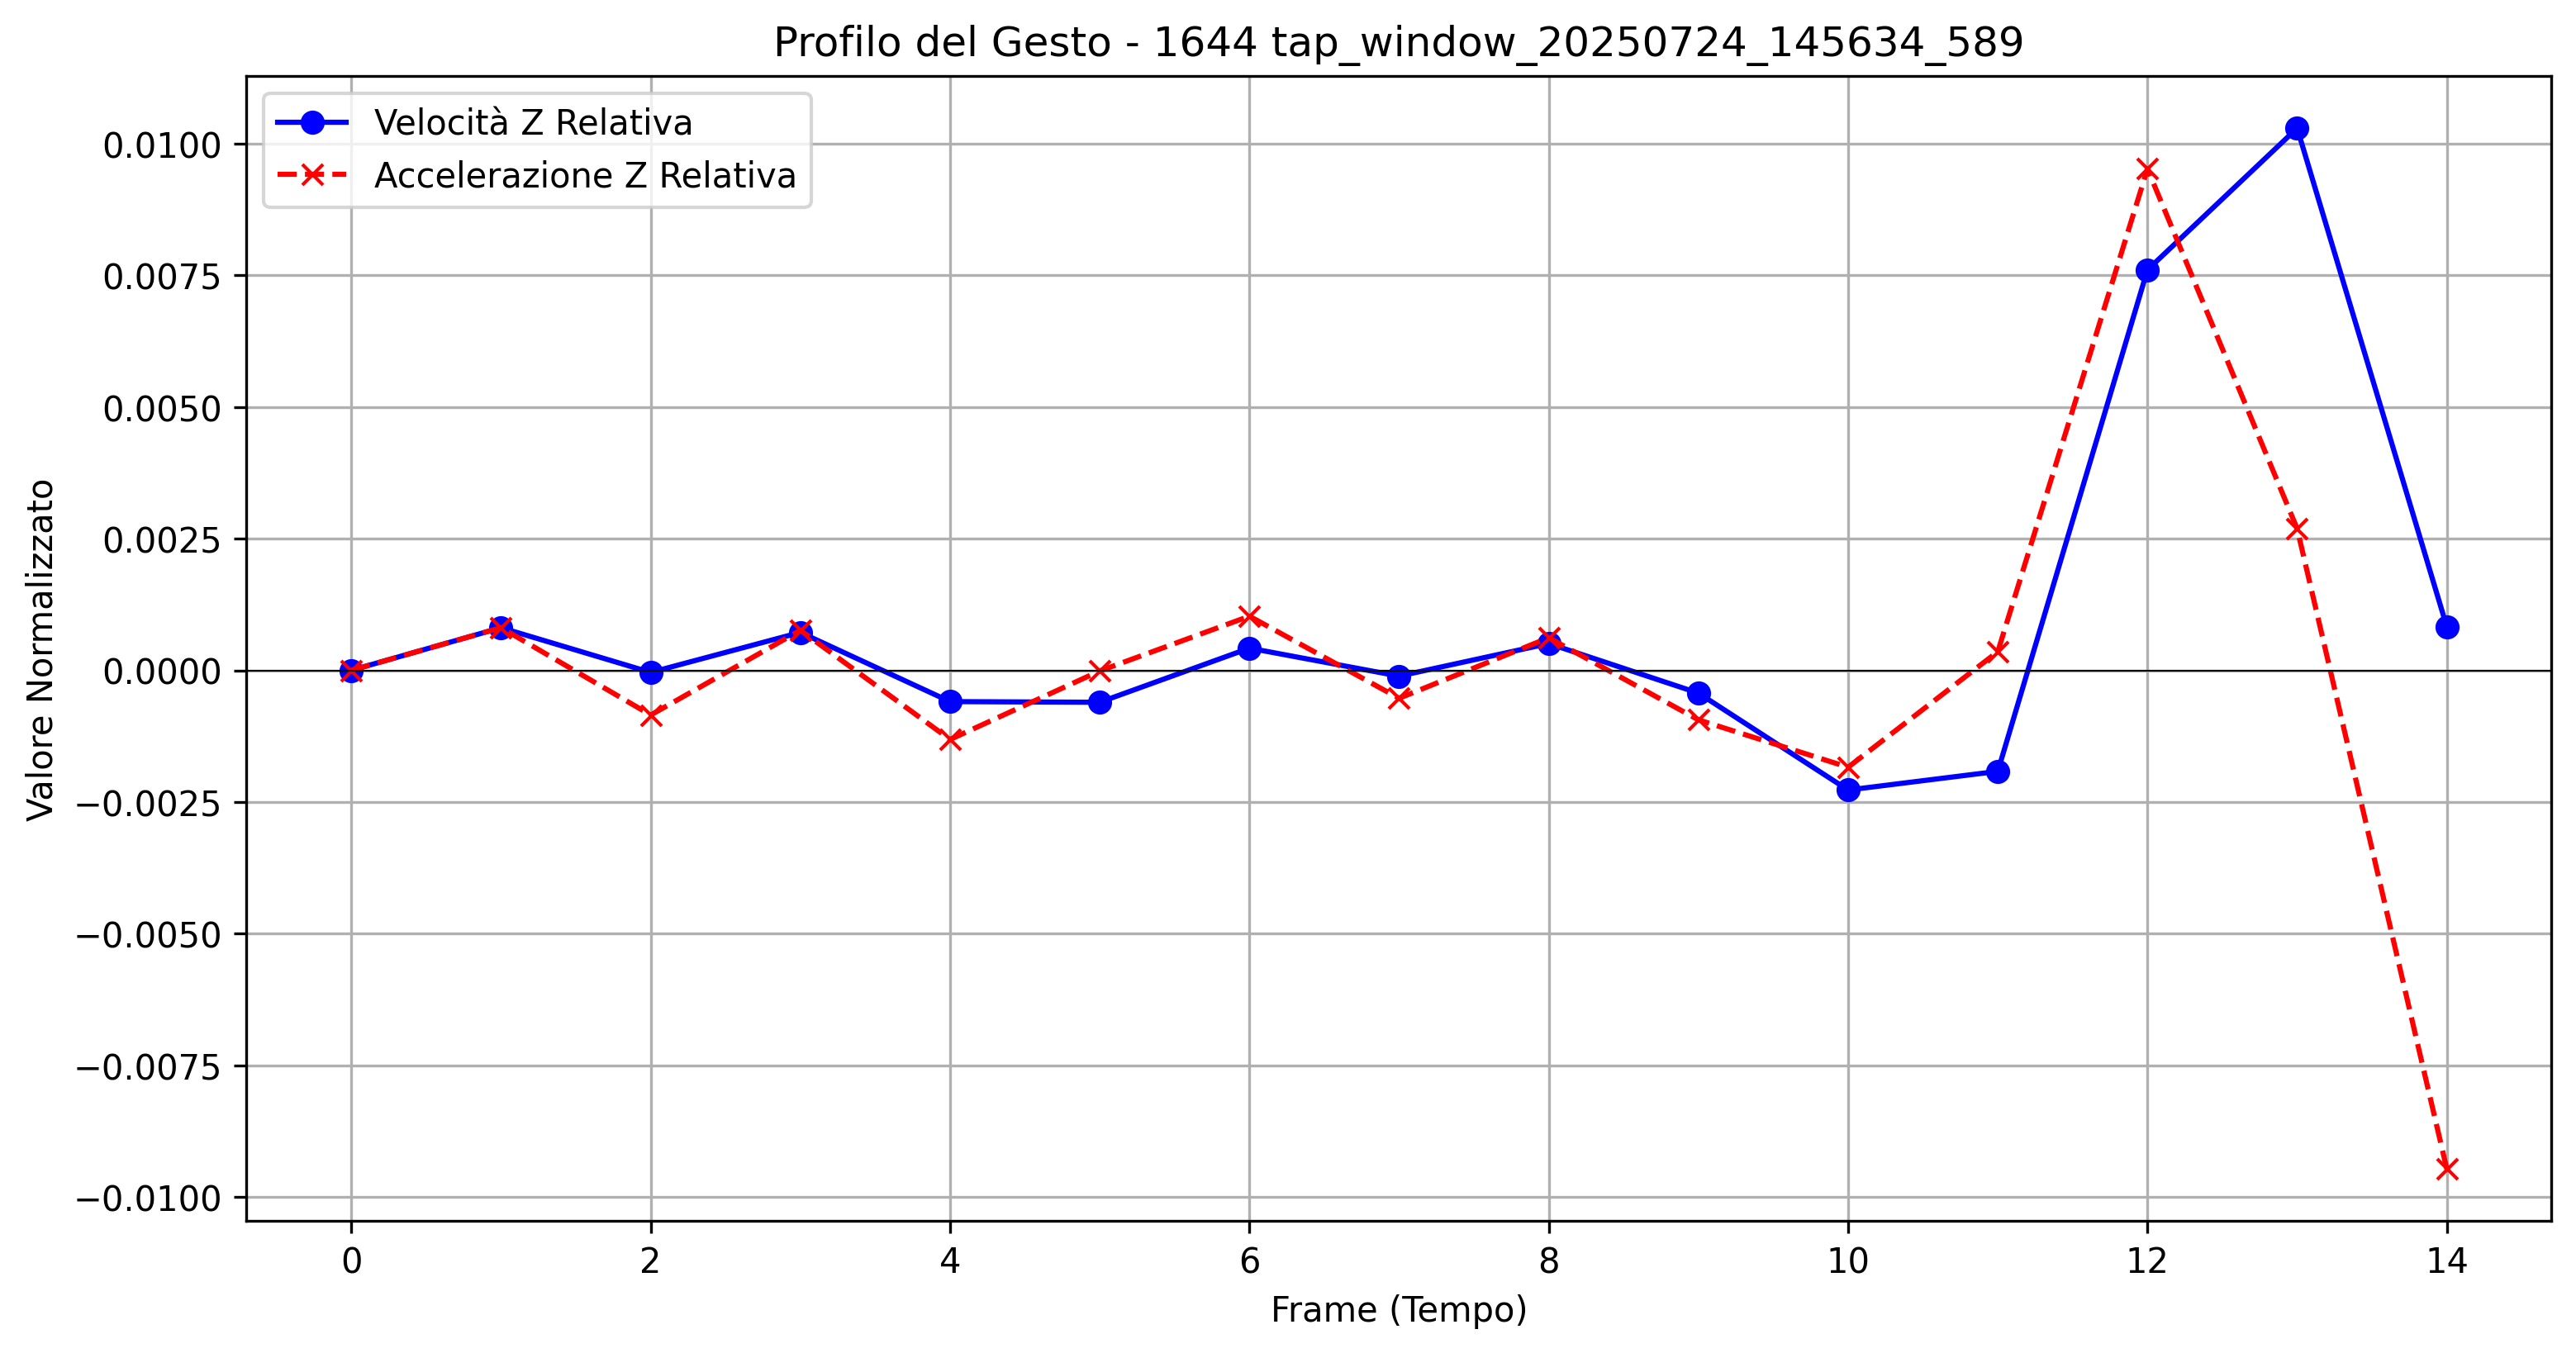 Profilo del Gesto - 1644 tap_window_20250724_145634_589
Velocità Z Relativa
Accelerazione Z Relativa
Valore Normalizzato
0.0100
0.0075
0.0050
0.0025
0.0000
−0.0025
−0.0050
−0.0075
−0.0100
0 2 4 6 8 10 12 14
Frame (Tempo)